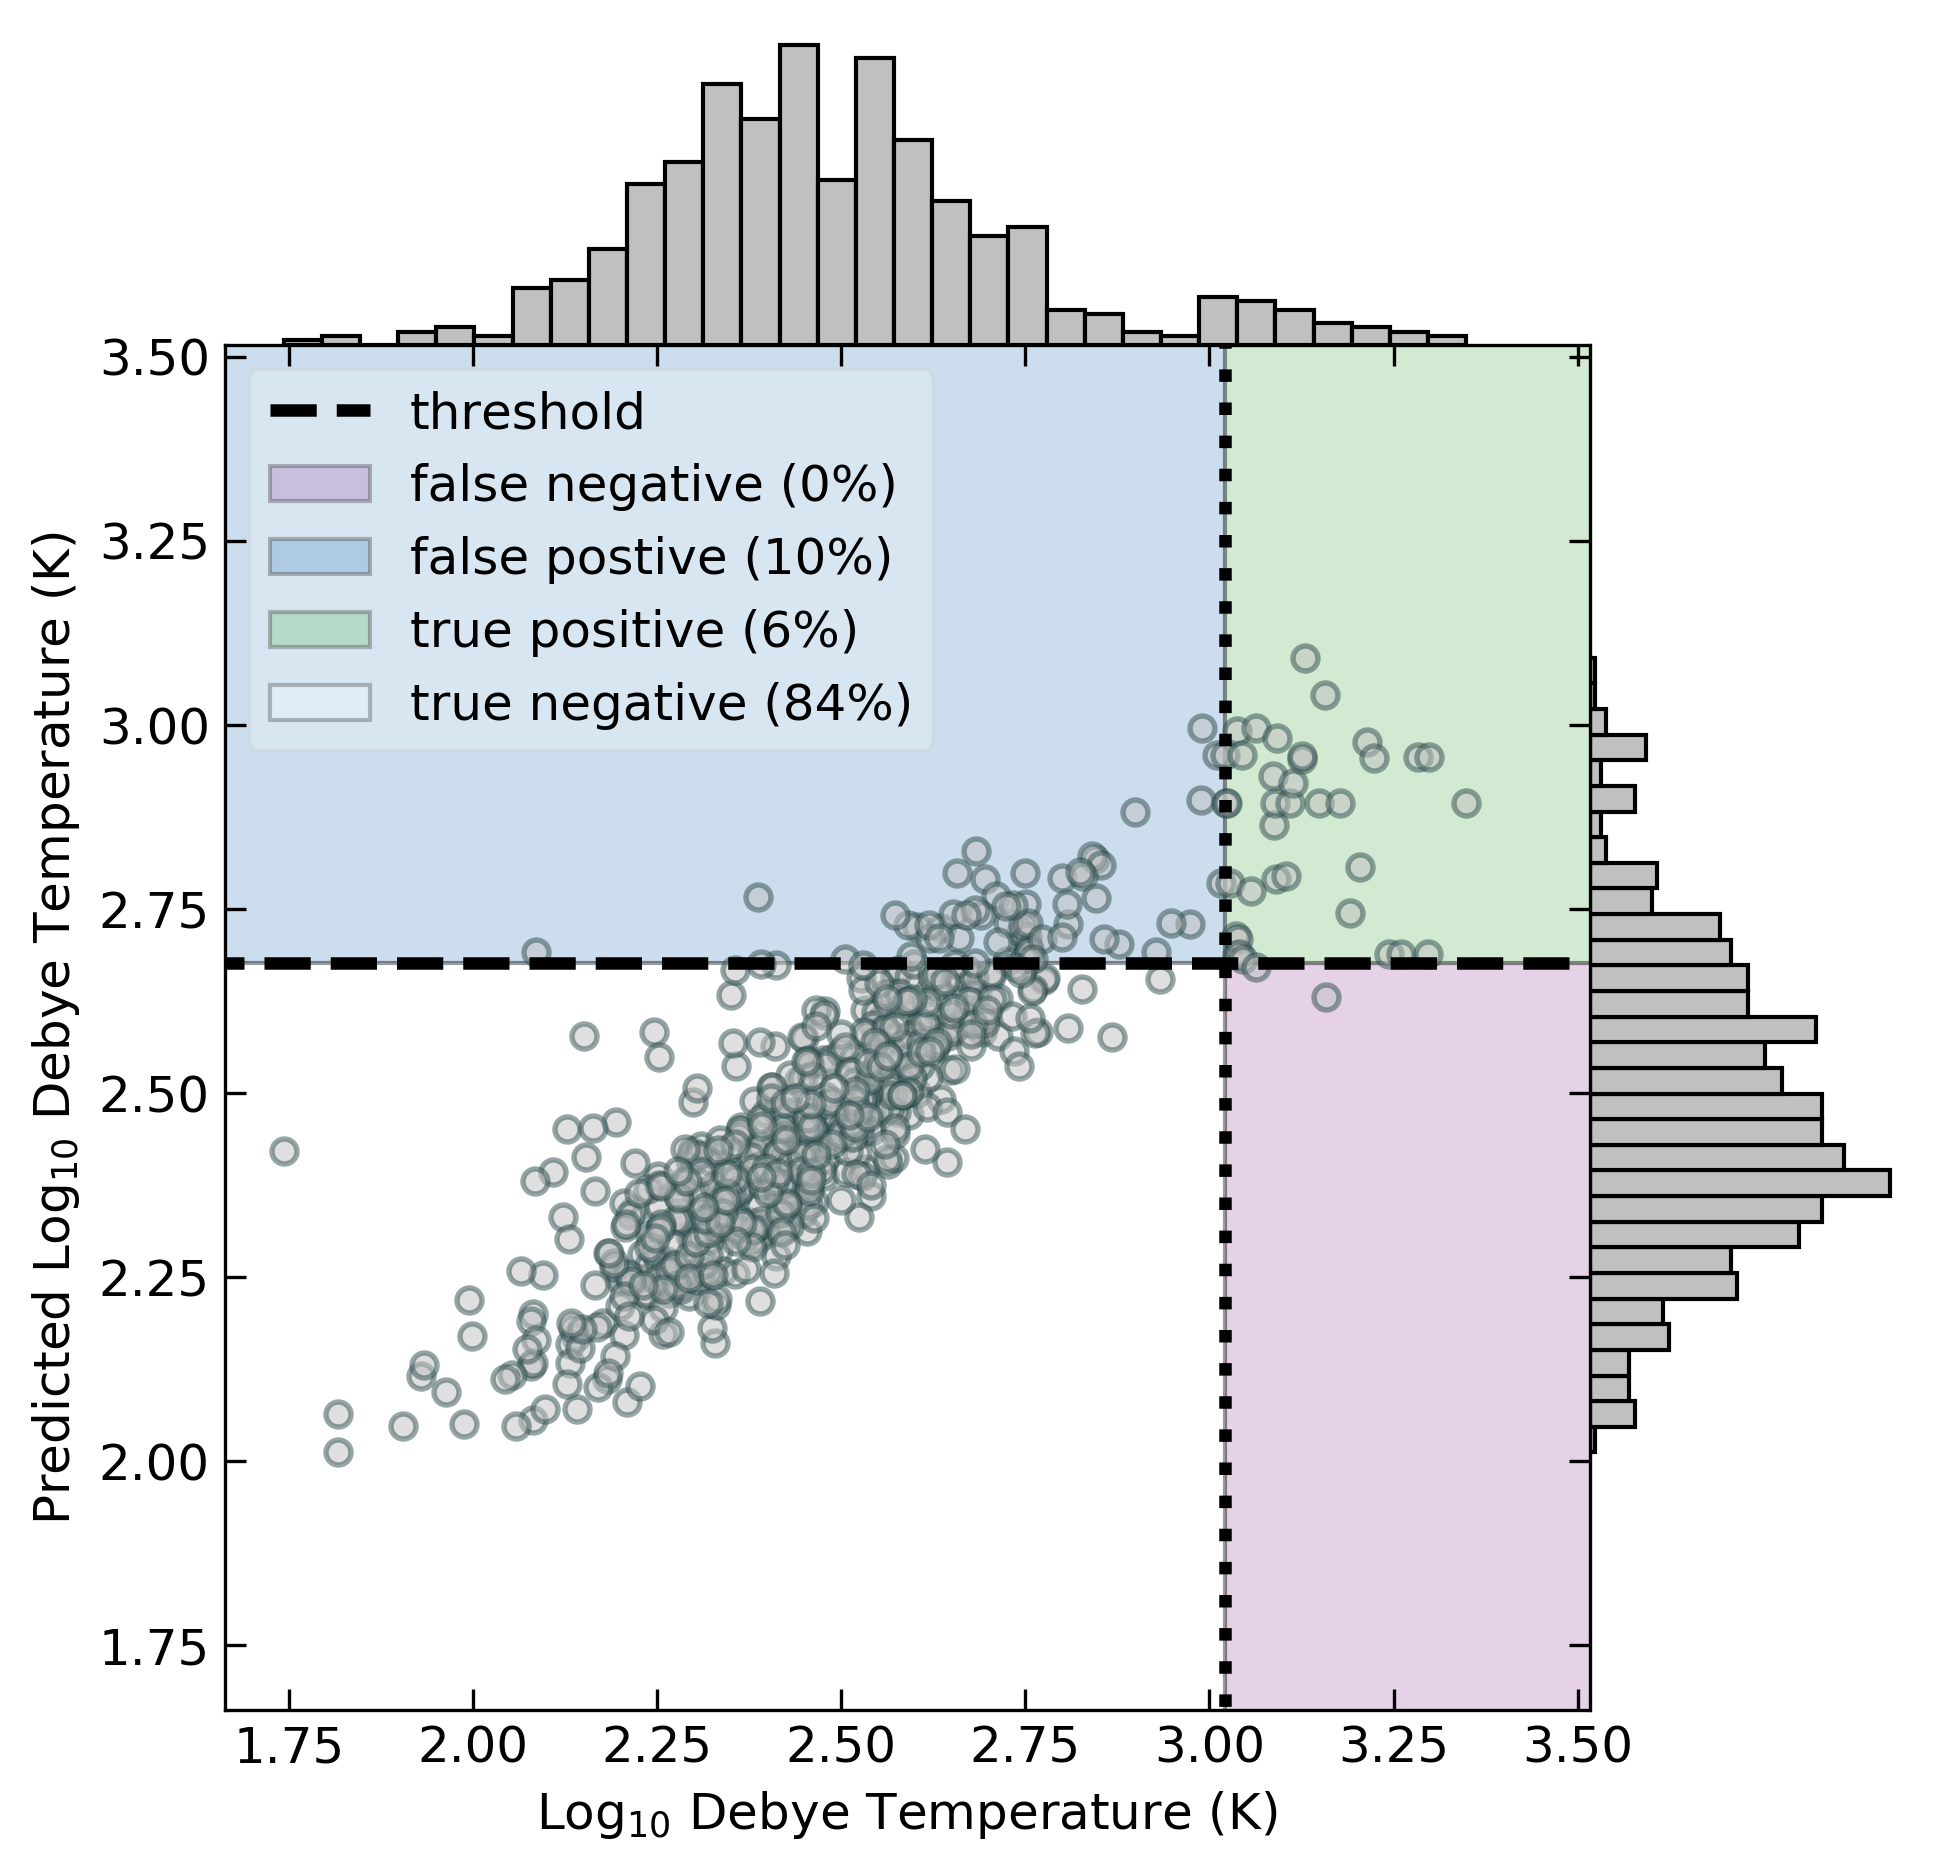 threshold
false negative (0%)
false postive (10%)
true positive (6%)
true negative (84%)
3.50
3.25
3.00
2.75
2.50
2.25
2.00
1.75
Predicted Log₁₀ Debye Temperature (K)
1.75 2.00 2.25 2.50 2.75 3.00 3.25 3.50
Log₁₀ Debye Temperature (K)